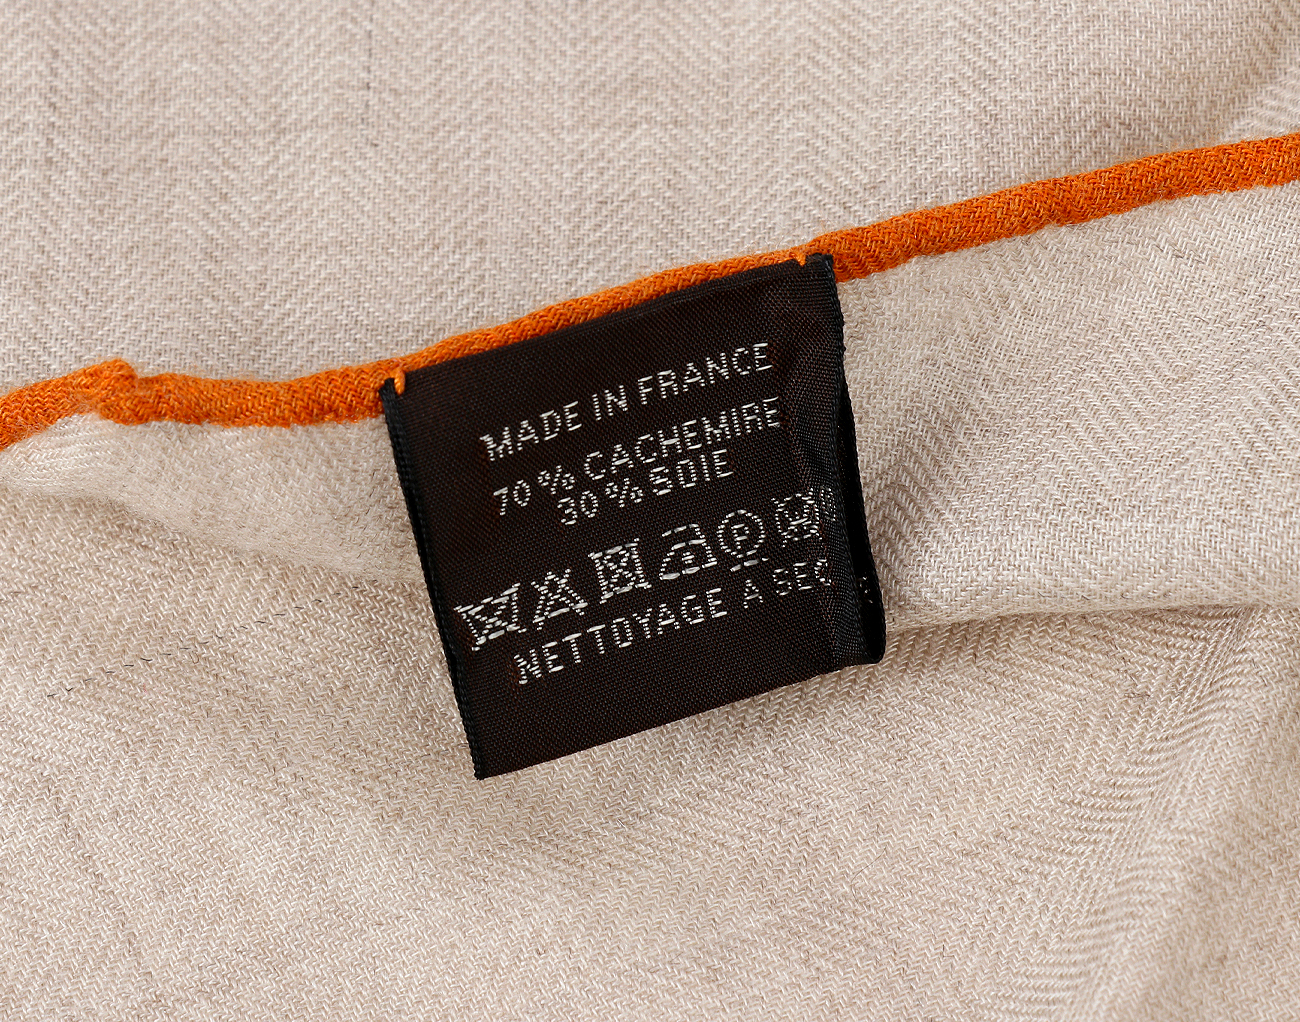 MADE IN FRANCE
70 % CACHEMIRE
30 % SOIE
NETTOYAGE A SEC